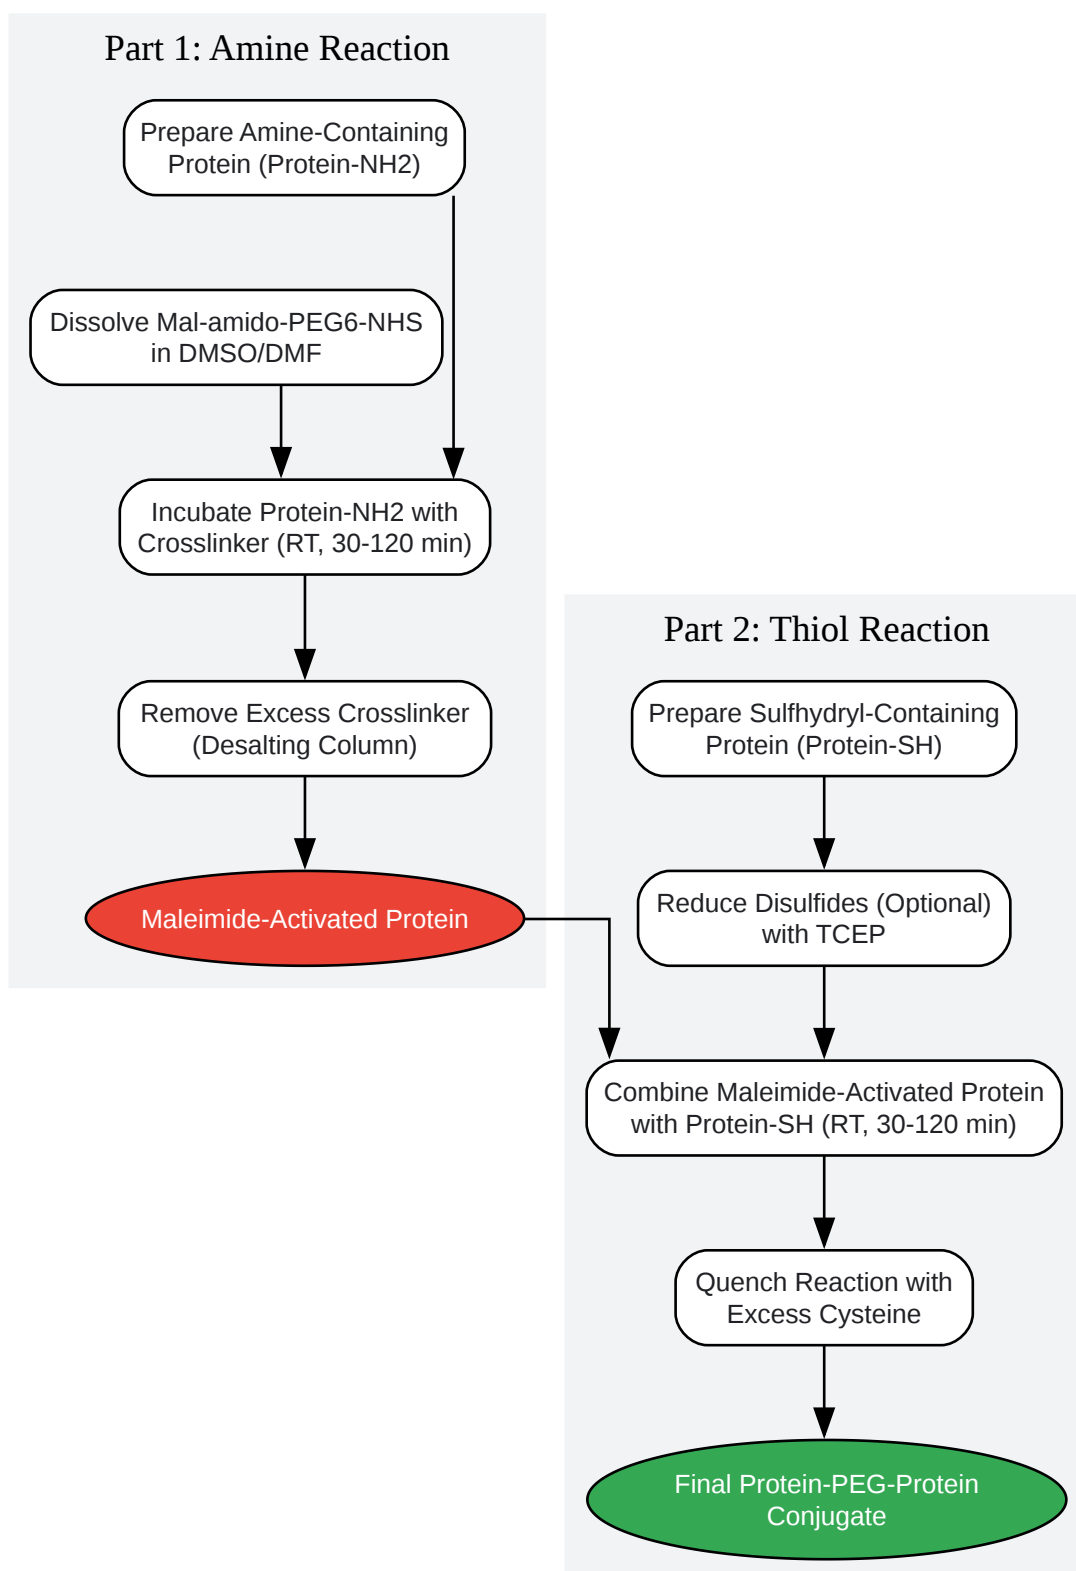 Part 1: Amine Reaction
Prepare Amine-Containing
Protein (Protein-NH2)
Dissolve Mal-amido-PEG6-NHS
in DMSO/DMF
Incubate Protein-NH2 with
Crosslinker (RT, 30-120 min)
Remove Excess Crosslinker
(Desalting Column)
Maleimide-Activated Protein
Part 2: Thiol Reaction
Prepare Sulfhydryl-Containing
Protein (Protein-SH)
Reduce Disulfides (Optional)
with TCEP
Combine Maleimide-Activated Protein
with Protein-SH (RT, 30-120 min)
Quench Reaction with
Excess Cysteine
Final Protein-PEG-Protein
Conjugate